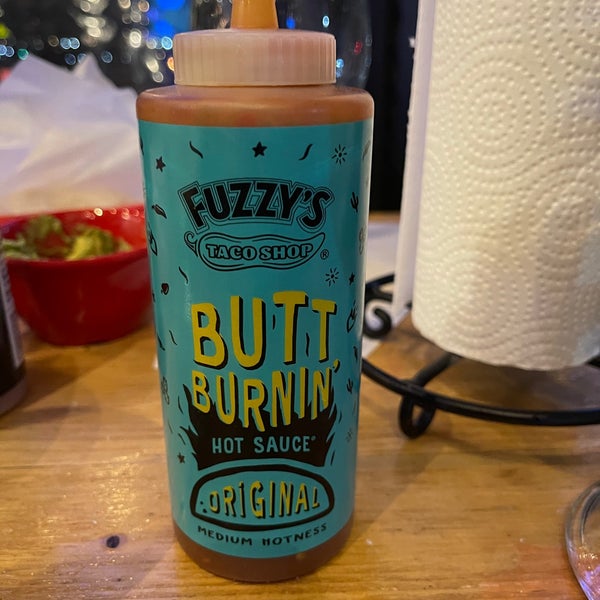 FUZZY'S
TACO SHOP®
BUTT
BURNIN'
HOT SAUCE®
ORiGiNAL
MEDIUM HOTNESS